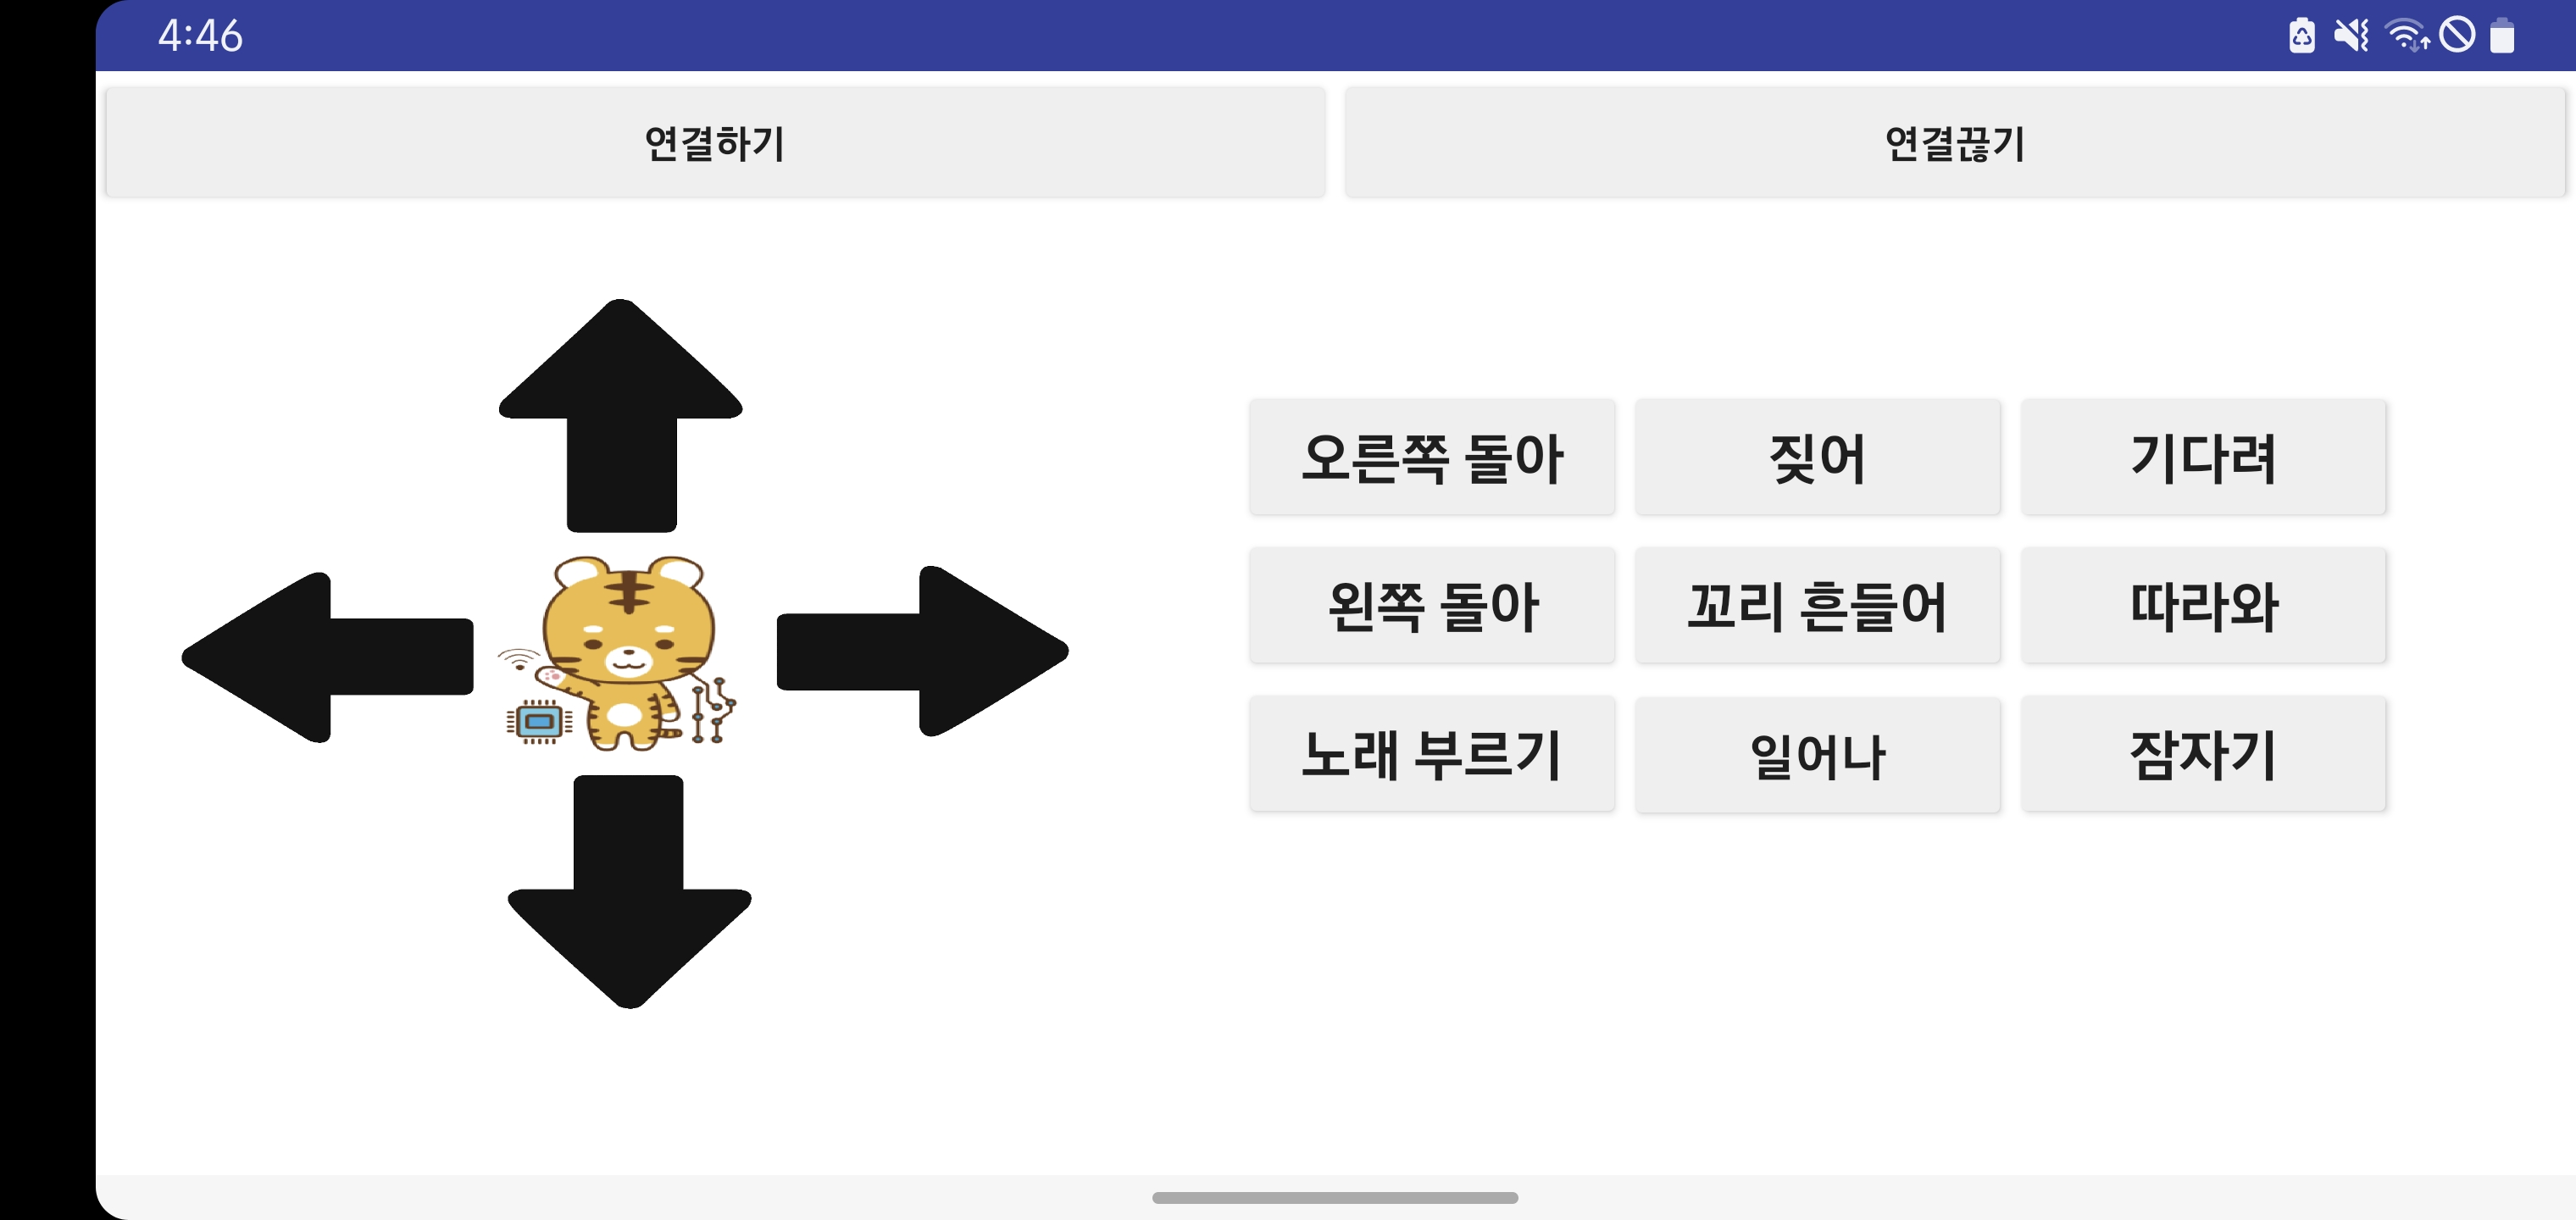 4:46
연결하기 연결끊기
오른쪽 돌아 짖어 기다려
왼쪽 돌아 꼬리 흔들어 따라와
노래 부르기 일어나 잠자기